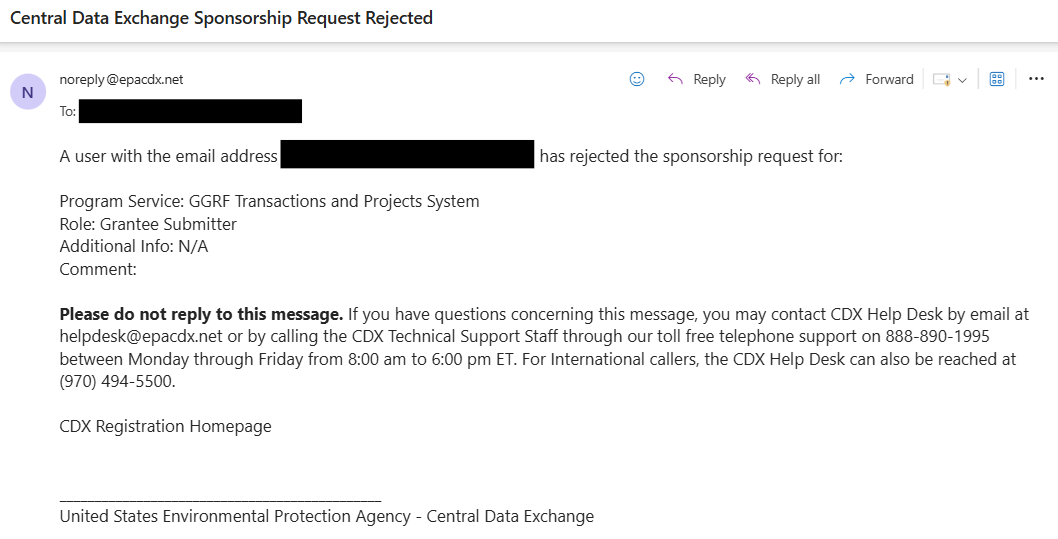 Central Data Exchange Sponsorship Request Rejected
N
noreply@epacdx.net
Reply
Reply all
Forward
To:
A user with the email address has rejected the sponsorship request for:
Program Service: GGRF Transactions and Projects System
Role: Grantee Submitter
Additional Info: N/A
Comment:
Please do not reply to this message. If you have questions concerning this message, you may contact CDX Help Desk by email at
helpdesk@epacdx.net or by calling the CDX Technical Support Staff through our toll free telephone support on 888-890-1995
between Monday through Friday from 8:00 am to 6:00 pm ET. For International callers, the CDX Help Desk can also be reached at
(970) 494-5500.
CDX Registration Homepage
United States Environmental Protection Agency - Central Data Exchange